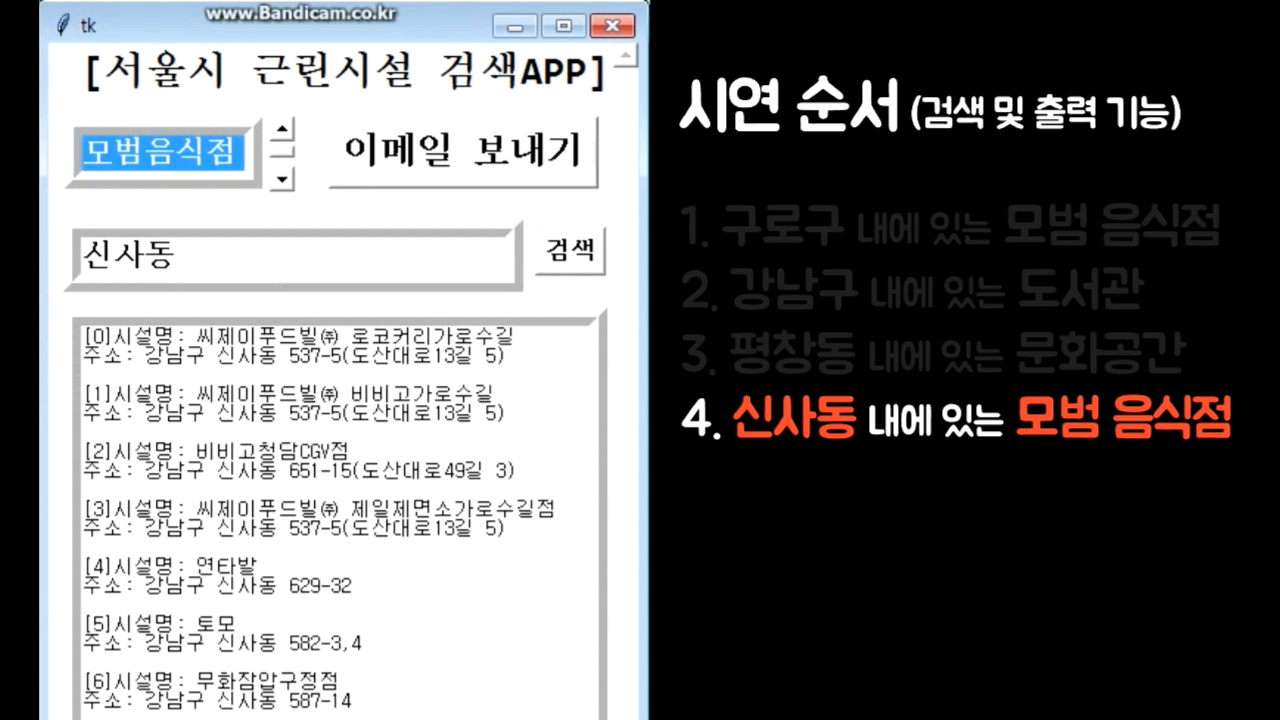 www.Bandicam.co.kr
tk
[서울시 근린시설 검색APP]
모범음식점
이메일 보내기
신사동
검색
[0]시설명: 씨제이푸드빌㈜ 로코커리가로수길
주소: 강남구 신사동 537-5(도산대로13길 5)
[1]시설명: 씨제이푸드빌㈜ 비비고가로수길
주소: 강남구 신사동 537-5(도산대로13길 5)
[2]시설명: 비비고청담CGV점
주소: 강남구 신사동 651-15(도산대로49길 3)
[3]시설명: 씨제이푸드빌㈜ 제일제면소가로수길점
주소: 강남구 신사동 537-5(도산대로13길 5)
[4]시설명: 연타발
주소: 강남구 신사동 629-32
[5]시설명: 토모
주소: 강남구 신사동 582-3,4
[6]시설명: 무화잠압구정점
주소: 강남구 신사동 587-14
시연 순서 (검색 및 출력 기능)
1. 구로구 내에 있는 모범 음식점
2. 강남구 내에 있는 도서관
3. 평창동 내에 있는 문화공간
4. 신사동 내에 있는 모범 음식점